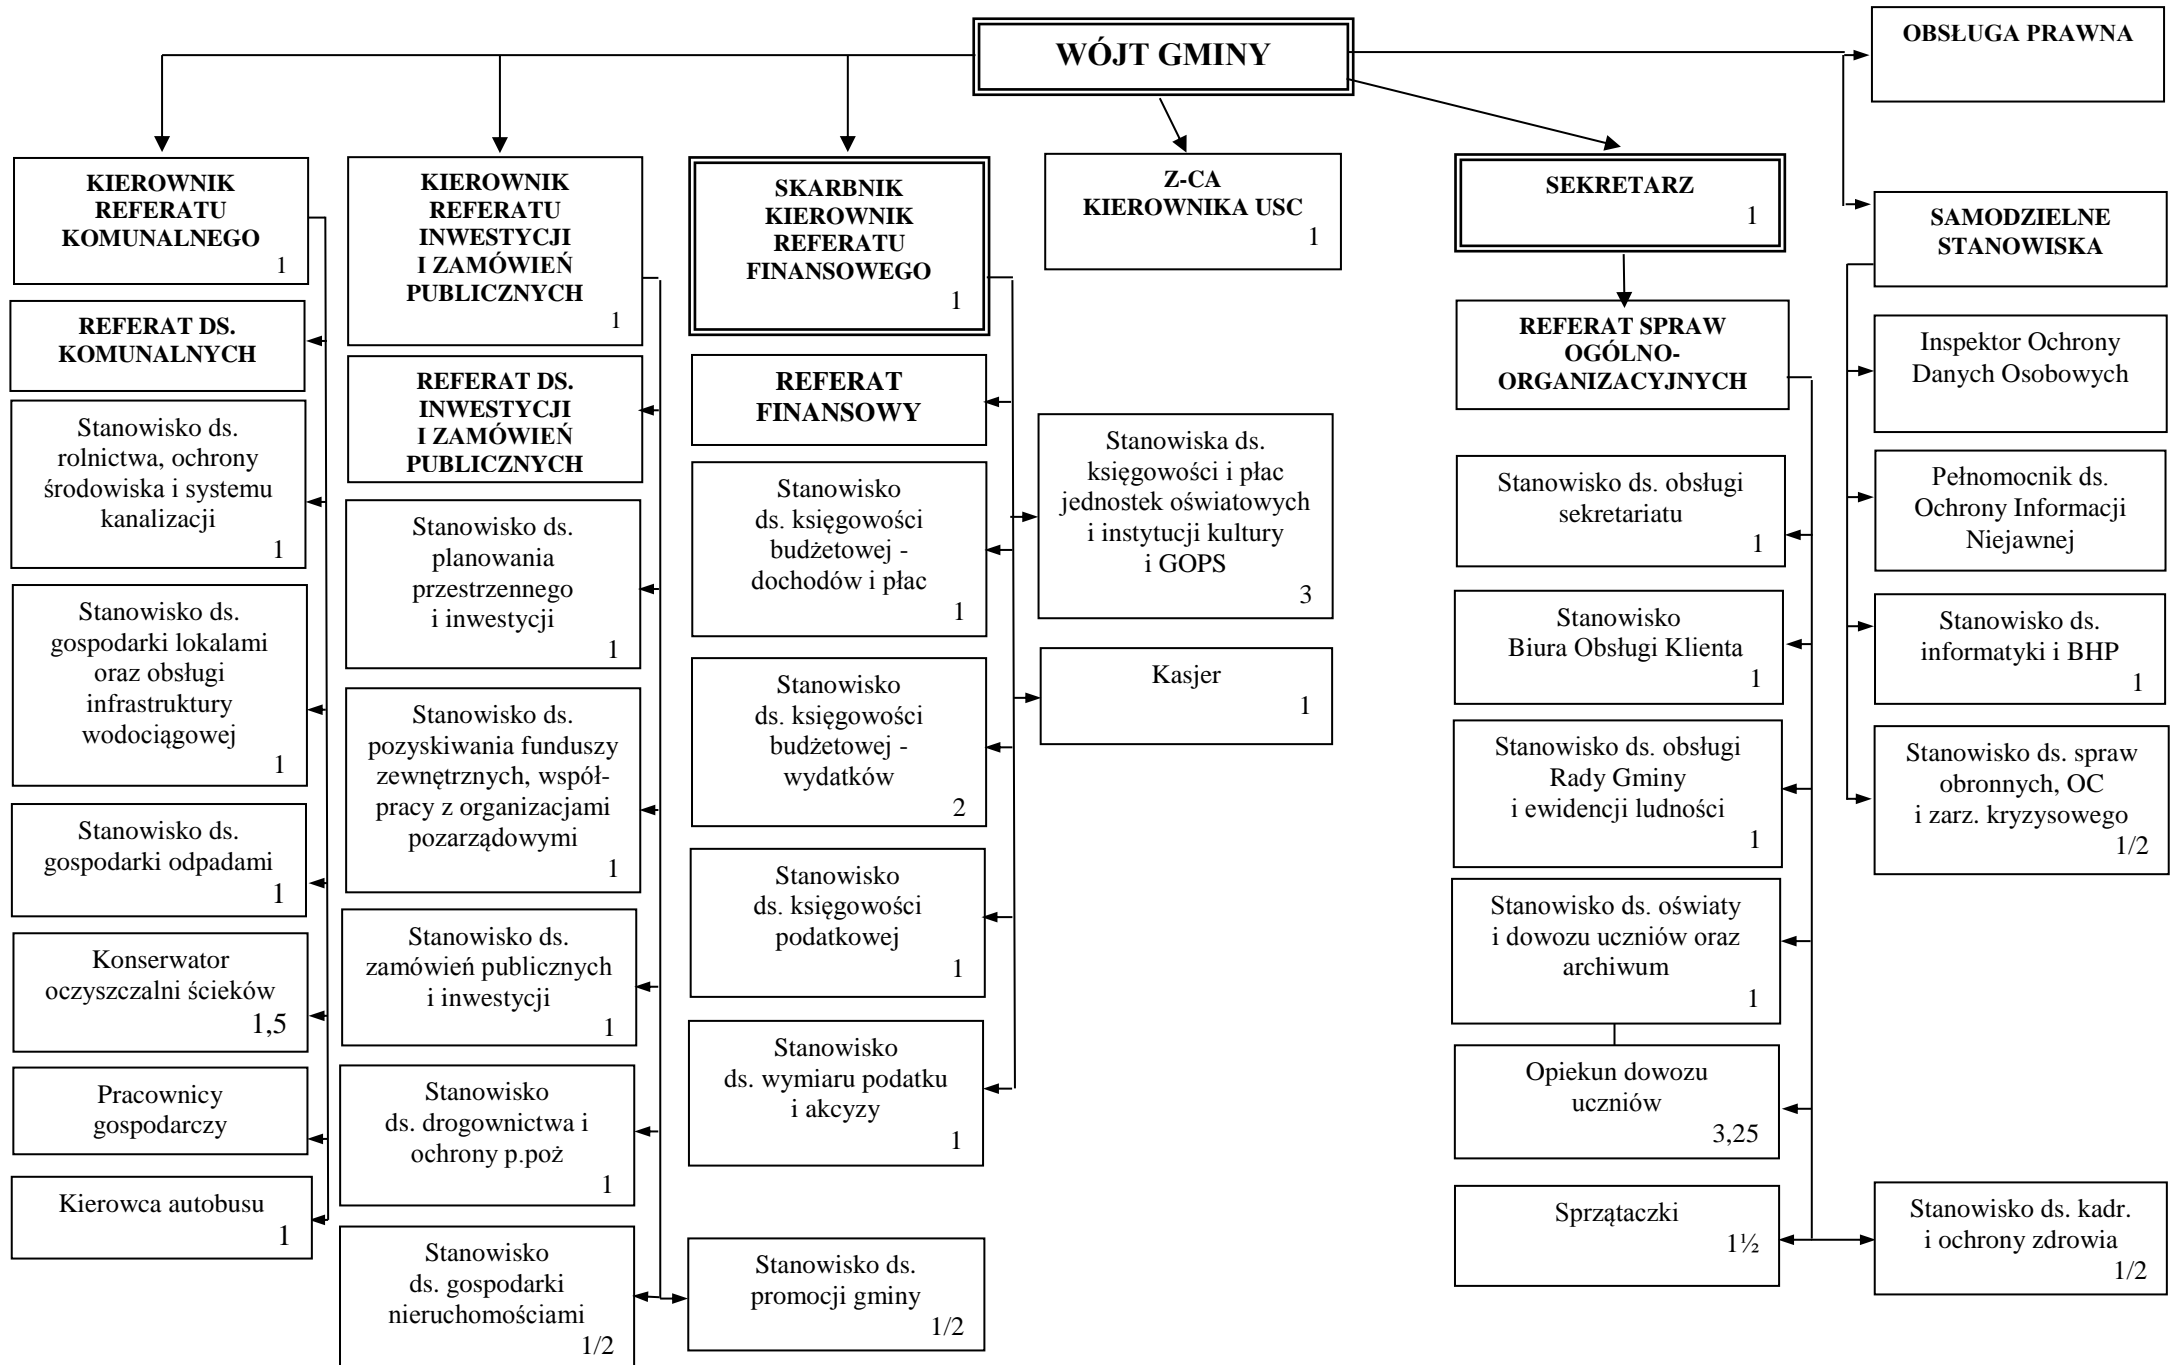 WÓJT GMINY
OBSŁUGA PRAWNA
KIEROWNIK
REFERATU
KOMUNALNEGO
1
KIEROWNIK
REFERATU
INWESTYCJI
I ZAMÓWIEŃ
PUBLICZNYCH
1
SKARBNIK
KIEROWNIK
REFERATU
FINANSOWEGO
1
Z-CA
KIEROWNIKA USC
1
SEKRETARZ
1
SAMODZIELNE
STANOWISKA
REFERAT DS.
KOMUNALNYCH
Stanowisko ds.
rolnictwa, ochrony
środowiska i systemu
kanalizacji
1
Stanowisko ds.
gospodarki lokalami
oraz obsługi
infrastruktury
wodociągowej
1
Stanowisko ds.
gospodarki odpadami
1
Konserwator
oczyszczalni ścieków
1,5
Pracownicy
gospodarczy
Kierowca autobusu
1
REFERAT DS.
INWESTYCJI
I ZAMÓWIEŃ
PUBLICZNYCH
Stanowisko ds.
planowania
przestrzennego
i inwestycji
1
Stanowisko ds.
pozyskiwania funduszy
zewnętrznych, współ-
pracy z organizacjami
pozarządowymi
1
Stanowisko ds.
zamówień publicznych
i inwestycji
1
Stanowisko
ds. drogownictwa i
ochrony p.poż
1
Stanowisko
ds. gospodarki
nieruchomościami
1/2
Stanowisko ds.
promocji gminy
1/2
REFERAT
FINANSOWY
Stanowisko
ds. księgowości
budżetowej -
dochodów i płac
1
Stanowisko
ds. księgowości
budżetowej -
wydatków
2
Stanowisko
ds. księgowości
podatkowej
1
Stanowisko
ds. wymiaru podatku
i akcyzy
1
Stanowiska ds.
księgowości i płac
jednostek oświatowych
i instytucji kultury
i GOPS
3
Kasjer
1
REFERAT SPRAW
OGÓLNO-
ORGANIZACYJNYCH
Stanowisko ds. obsługi
sekretariatu
1
Stanowisko
Biura Obsługi Klienta
1
Stanowisko ds. obsługi
Rady Gminy
i ewidencji ludności
1
Stanowisko ds. oświaty
i dowozu uczniów oraz
archiwum
1
Opiekun dowozu
uczniów
3,25
Sprzątaczki
1½
Stanowisko ds. kadr.
i ochrony zdrowia
1/2
Inspektor Ochrony
Danych Osobowych
Pełnomocnik ds.
Ochrony Informacji
Niejawnej
Stanowisko ds.
informatyki i BHP
1
Stanowisko ds. spraw
obronnych, OC
i zarz. kryzysowego
1/2